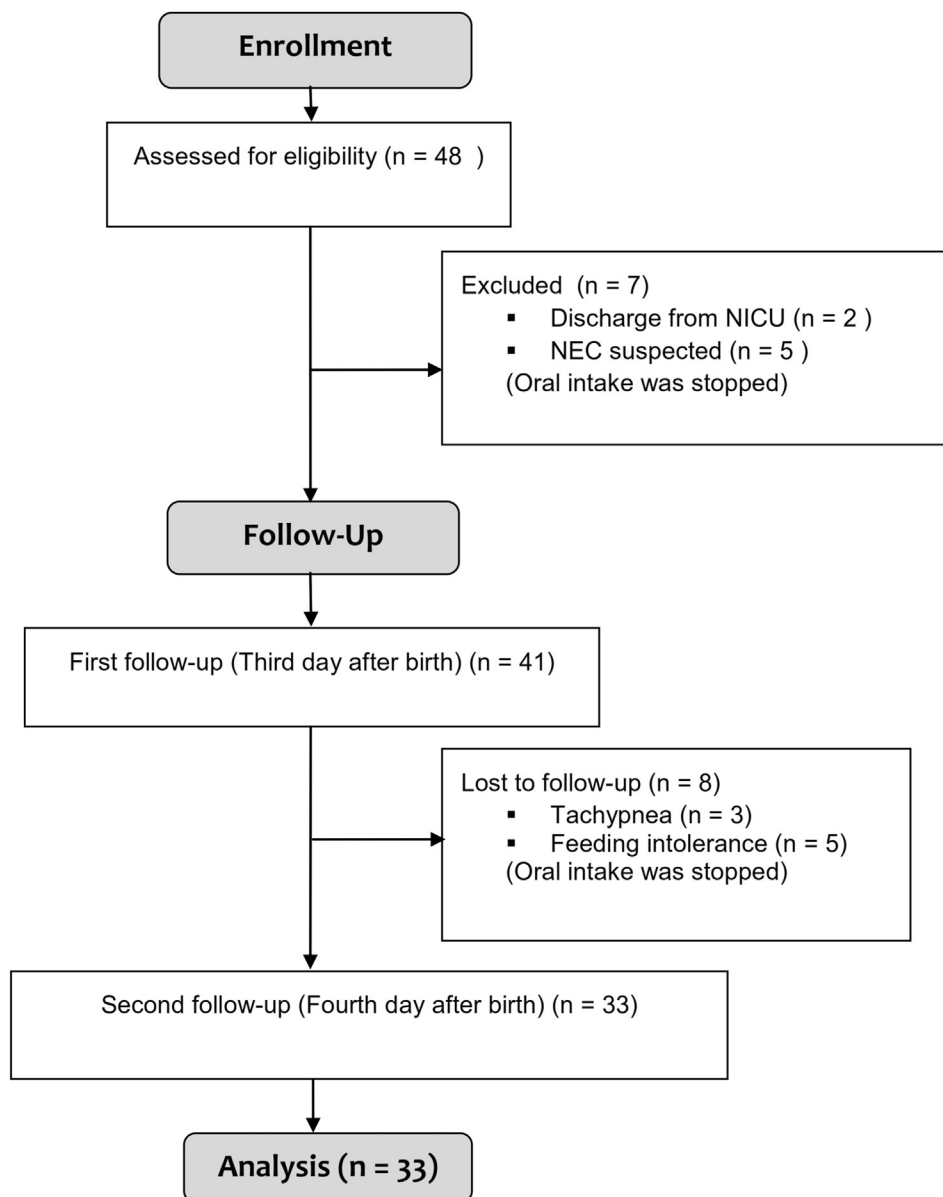 Enrollment
Assessed for eligibility (n = 48  )
Excluded  (n = 7)
▪ Discharge from NICU (n = 2 )
▪ NEC suspected (n = 5 )
(Oral intake was stopped)
Follow-Up
First follow-up (Third day after birth) (n = 41)
Lost to follow-up (n = 8)
▪ Tachypnea (n = 3)
▪ Feeding intolerance (n = 5)
(Oral intake was stopped)
Second follow-up (Fourth day after birth) (n = 33)
Analysis (n = 33)